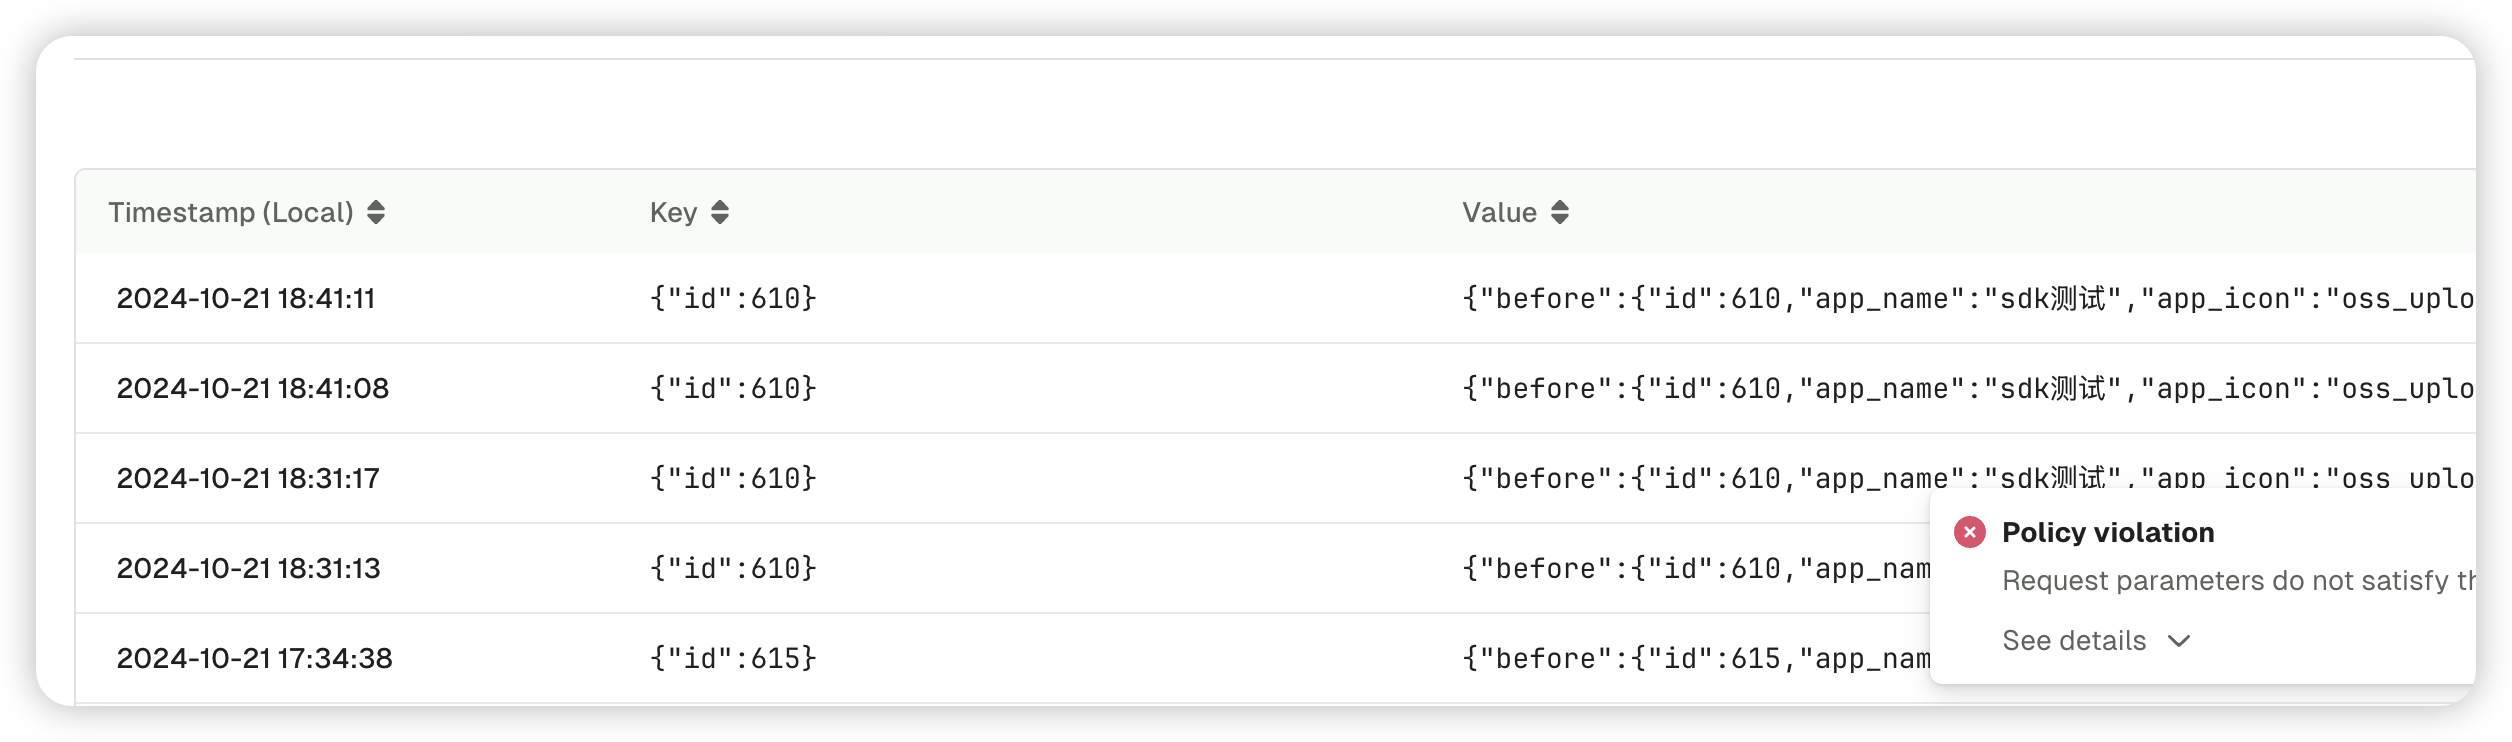 Timestamp (Local) Key Value
2024-10-21 18:41:11 {"id":610} {"before":{"id":610,"app_name":"sdk测试","app_icon":"oss_uplo
2024-10-21 18:41:08 {"id":610} {"before":{"id":610,"app_name":"sdk测试","app_icon":"oss_uplo
2024-10-21 18:31:17 {"id":610} {"before":{"id":610,"app_name":"sdk测试","app_icon":"oss_uplo
2024-10-21 18:31:13 {"id":610} {"before":{"id":610,"app_nam
2024-10-21 17:34:38 {"id":615} {"before":{"id":615,"app_nam
Policy violation
Request parameters do not satisfy th
See details